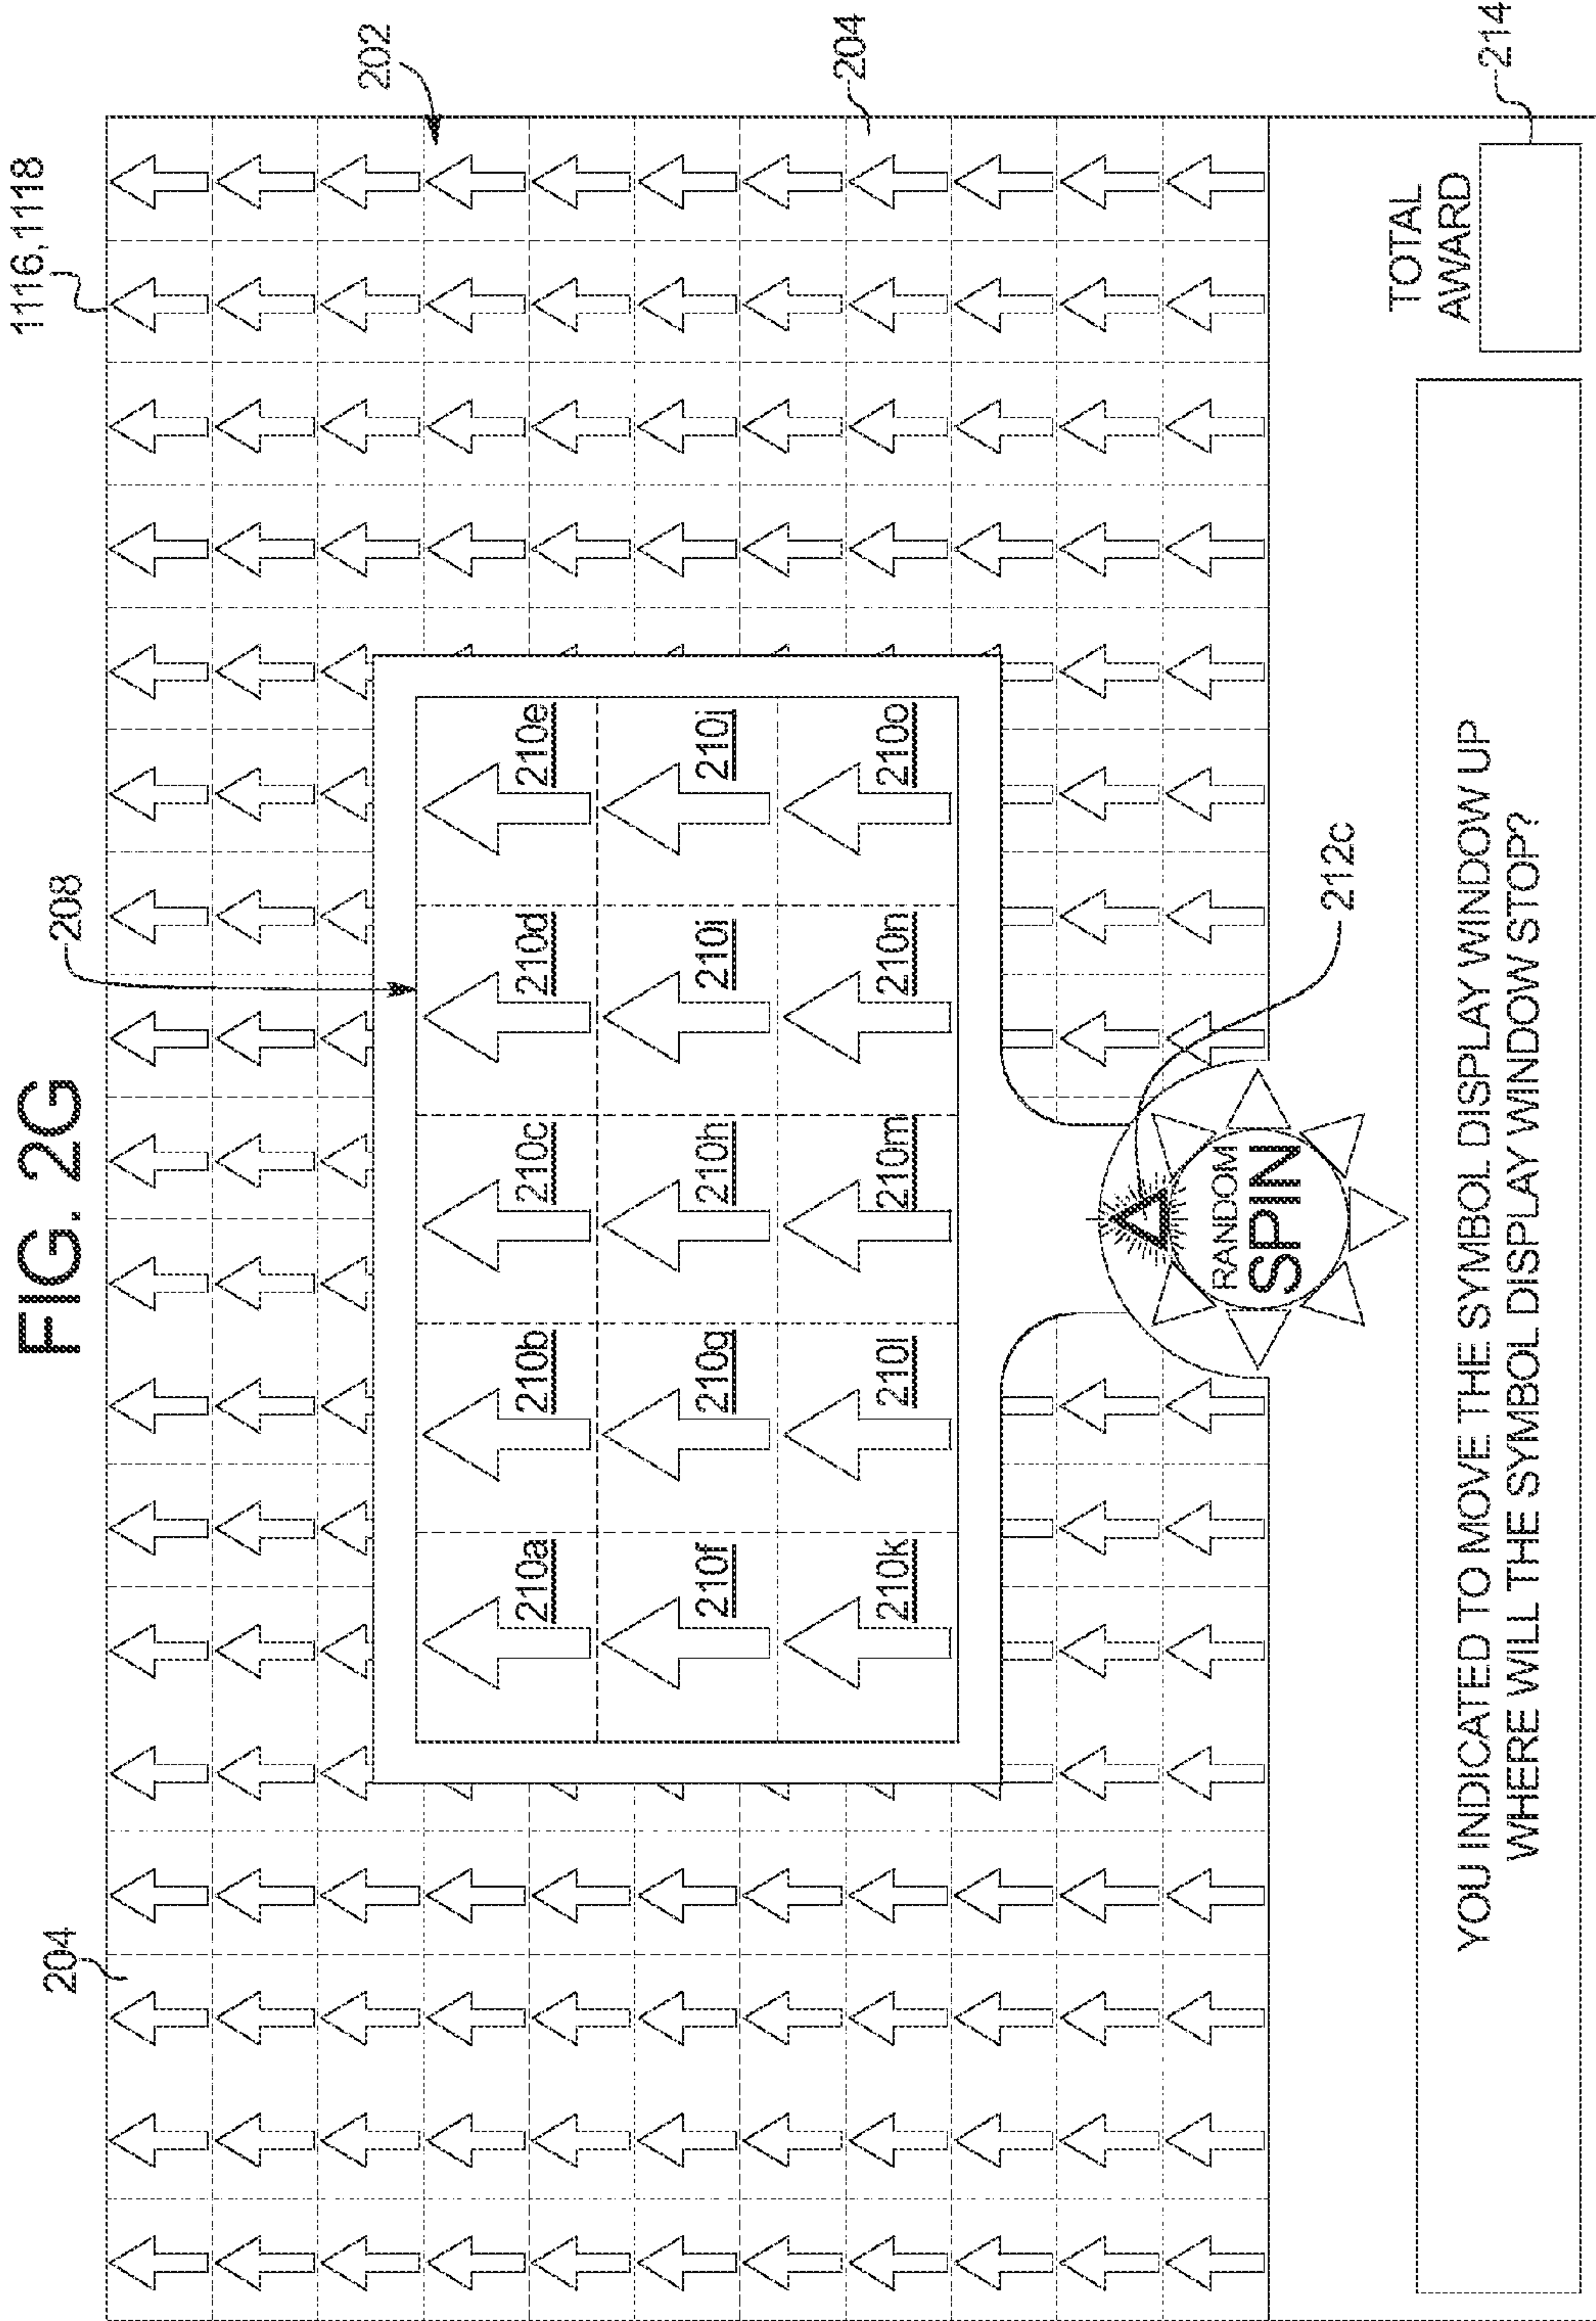 FIG. 2G
204
208
1116, 1118
202
210a 210b 210c 210d 210e
210f 210g 210h 210i 210j
204
210k 210l 210m 210n 210o
RANDOM
SPIN
212c
TOTAL
AWARD
214
YOU INDICATED TO MOVE THE SYMBOL DISPLAY WINDOW UP
WHERE WILL THE SYMBOL DISPLAY WINDOW STOP?